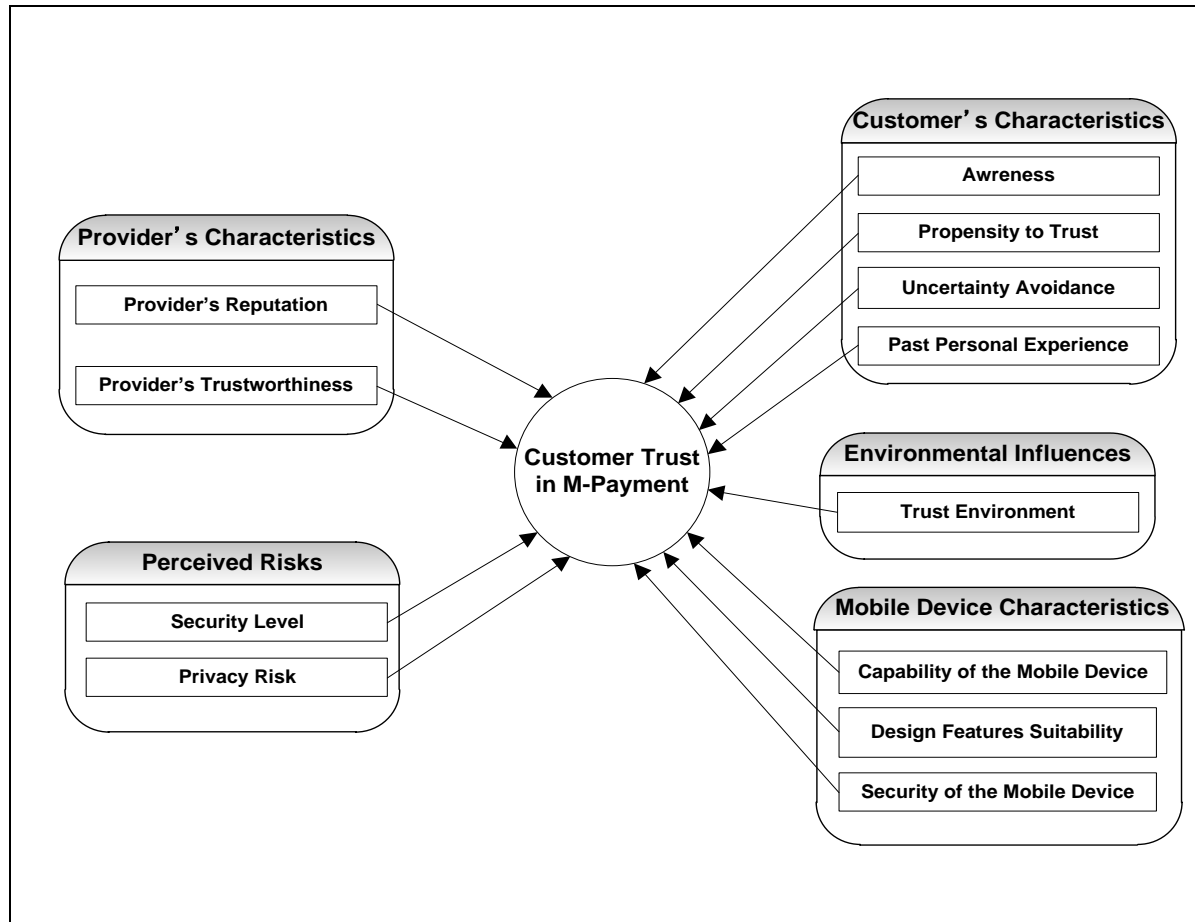 Provider’s Characteristics
Provider’s Reputation
Provider’s Trustworthiness
Perceived Risks
Security Level
Privacy Risk
Customer Trust
in M-Payment
Customer’s Characteristics
Awreness
Propensity to Trust
Uncertainty Avoidance
Past Personal Experience
Environmental Influences
Trust Environment
Mobile Device Characteristics
Capability of the Mobile Device
Design Features Suitability
Security of the Mobile Device